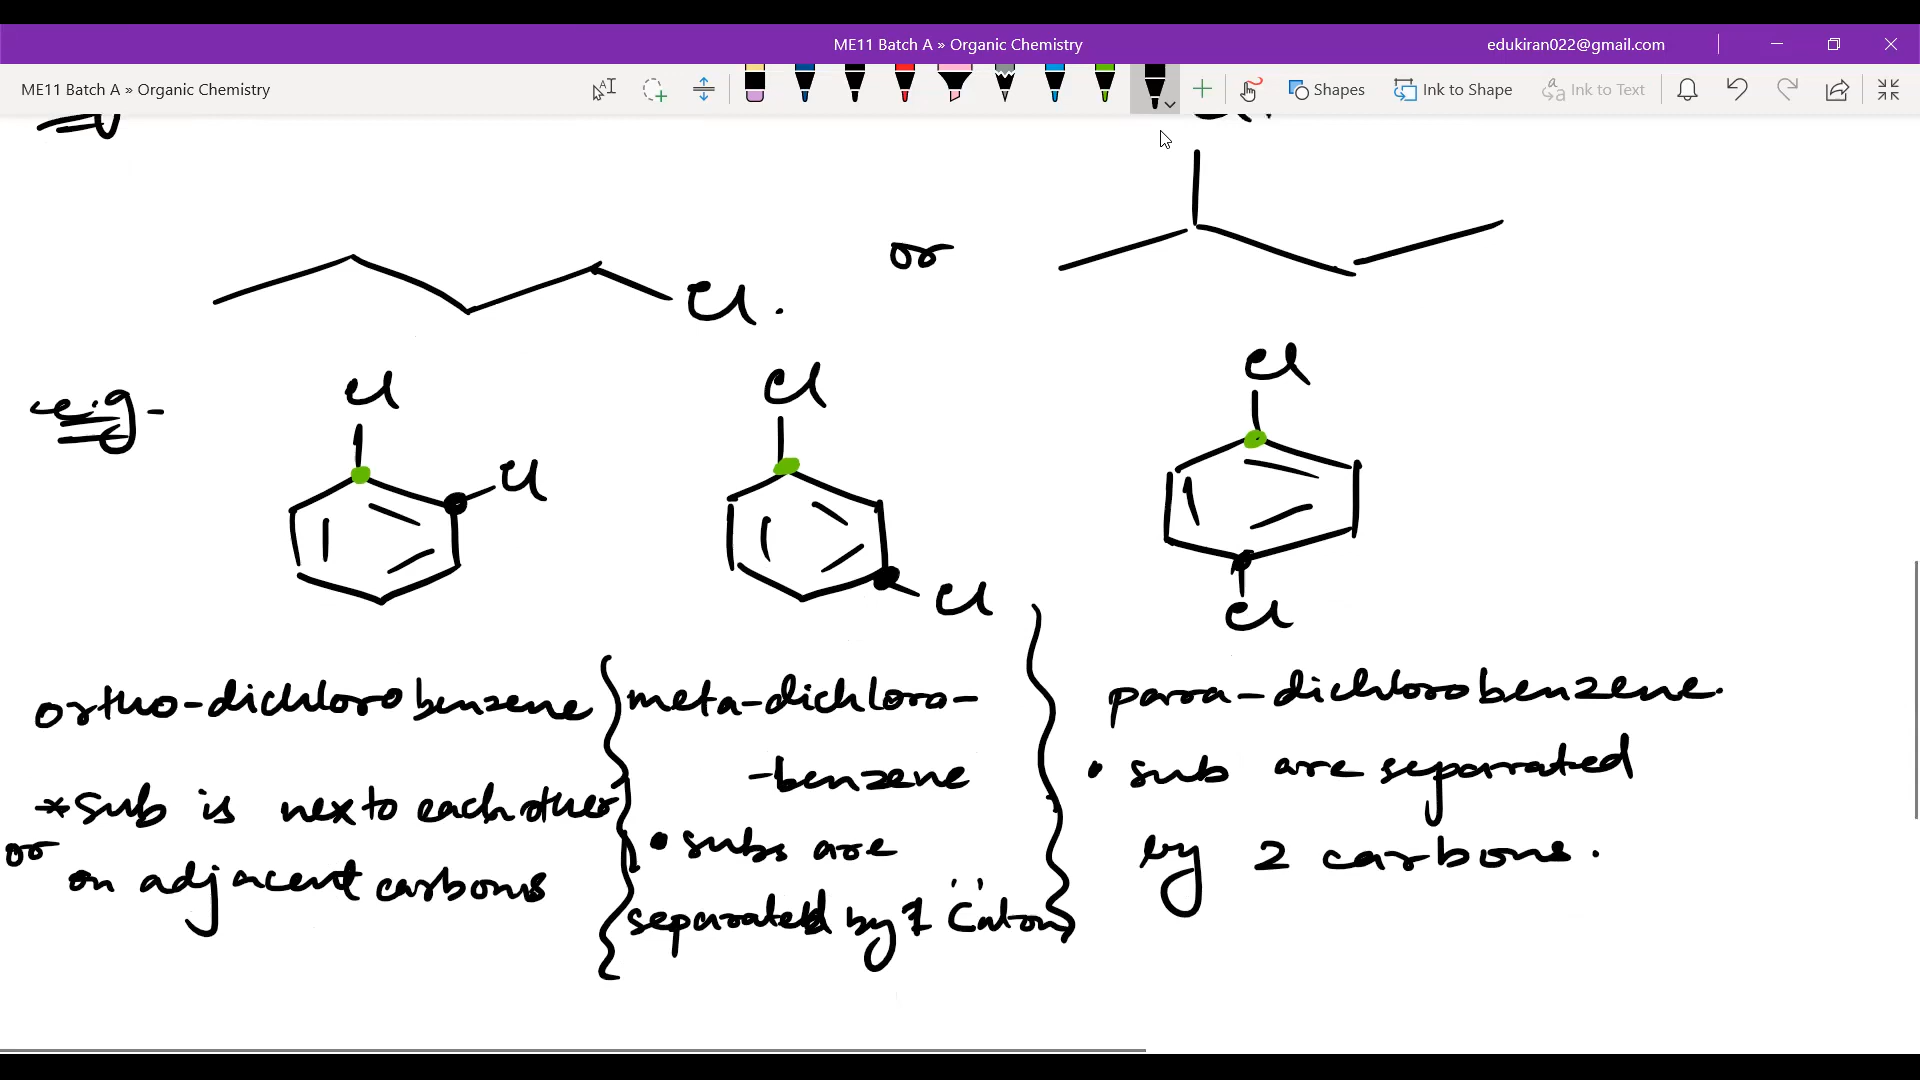 ME11 Batch A » Organic Chemistry
edukiran022@gmail.com
ME11 Batch A » Organic Chemistry
Shapes
Ink to Shape
Ink to Text
or
Cl.
e.g-
Cl
Cl
Cl
Cl
Cl
Cl
ortho-dichlorobenzene
*sub is next to each other
or
on adjacent carbons
meta-dichloro-
-benzene
• subs are
separated by 1 C'' atom
para-dichlorobenzene.
• sub are separated
by 2 carbons.